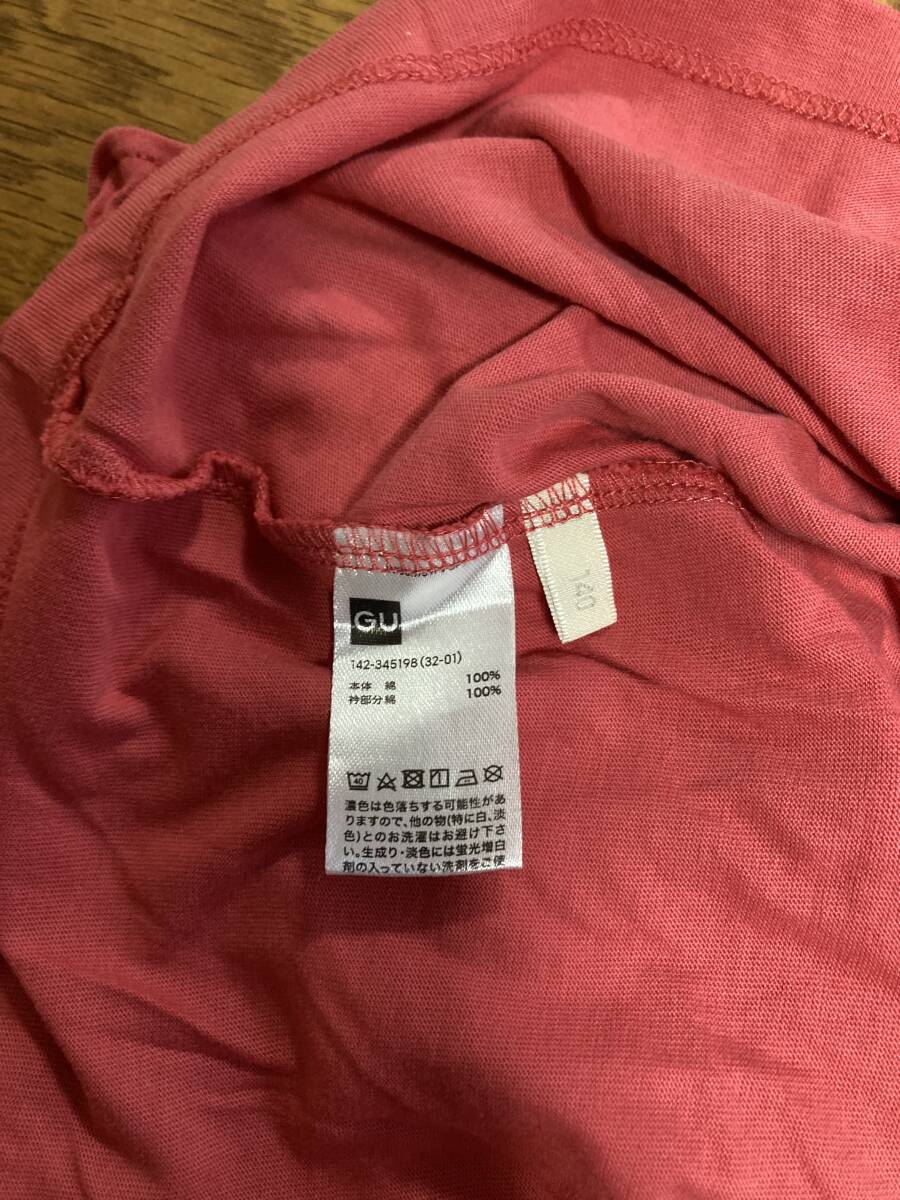 GU
142-345198(32-01)
本体 綿 100%
衿部分綿 100%
40
濃色は色落ちする可能性があ
りますので、他の物(特に白、淡
色)とのお洗濯はお避け下さ
い。生成り・淡色には蛍光増白
剤の入っていない洗剤をご使
140